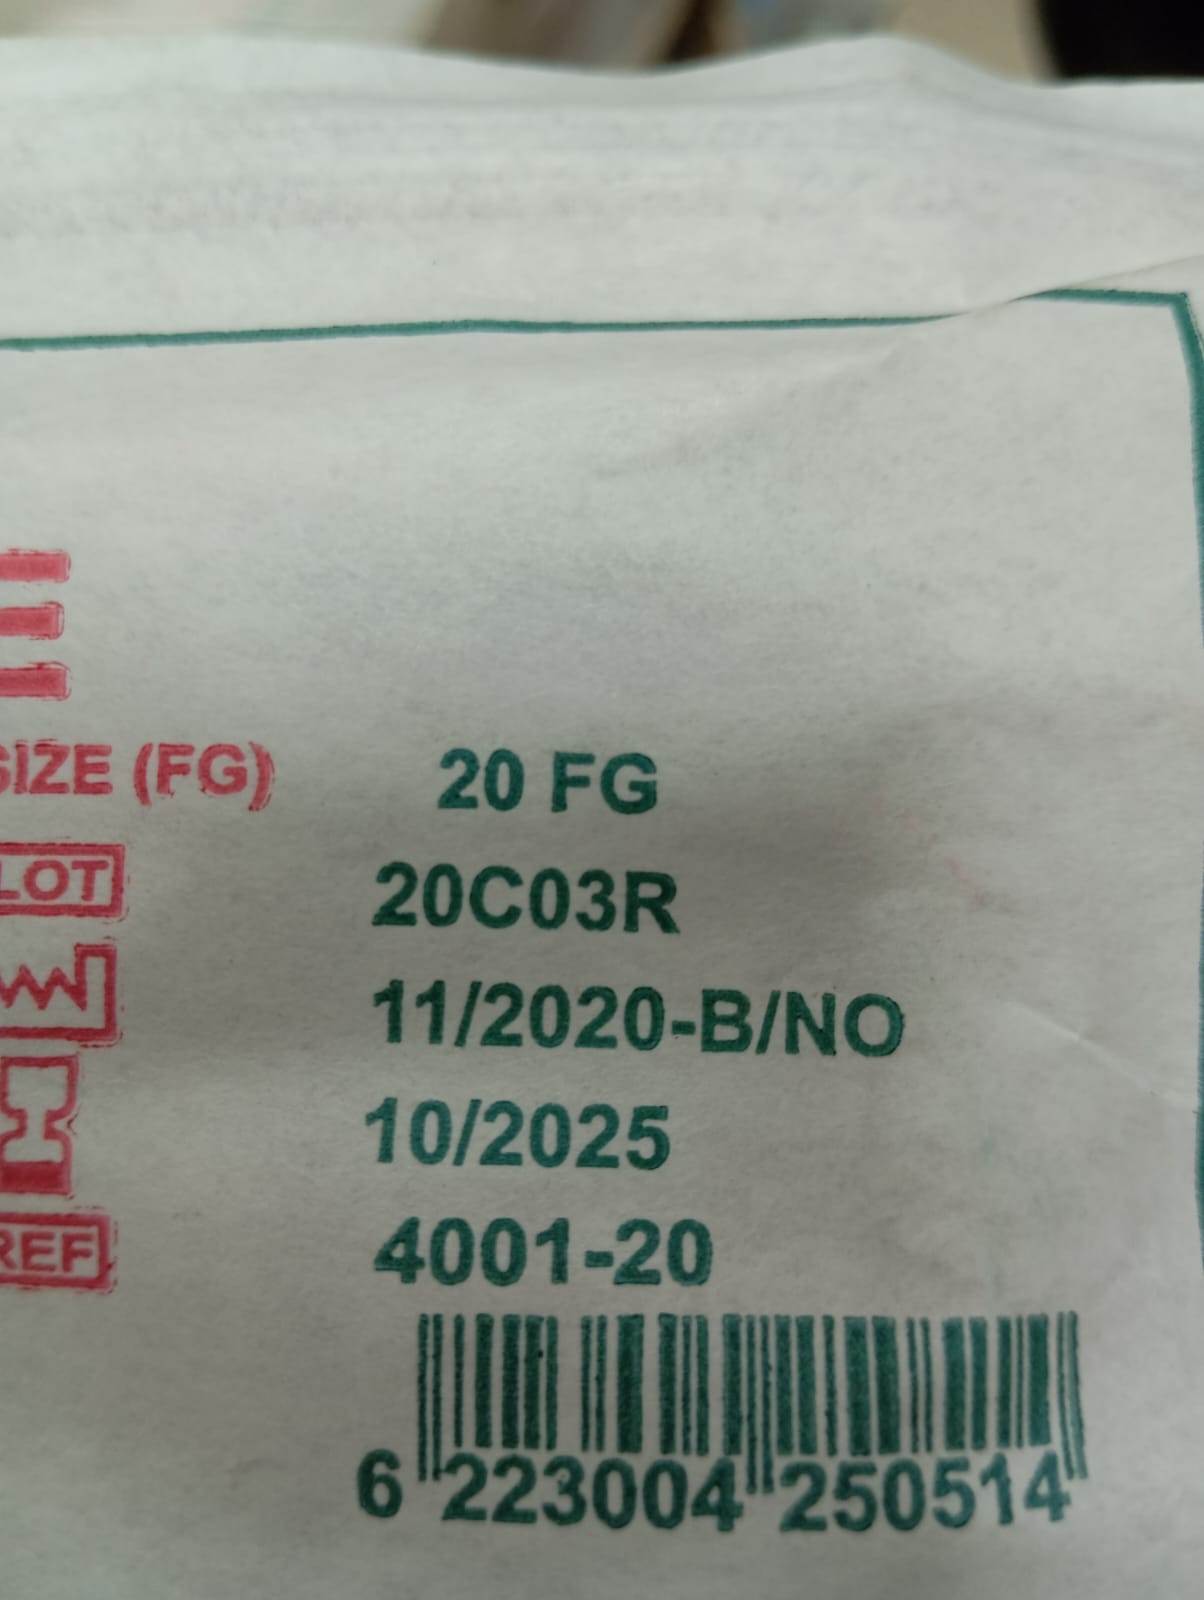 SIZE (FG) 20 FG
LOT 20C03R
11/2020-B/NO
10/2025
REF 4001-20
6 223004 250514